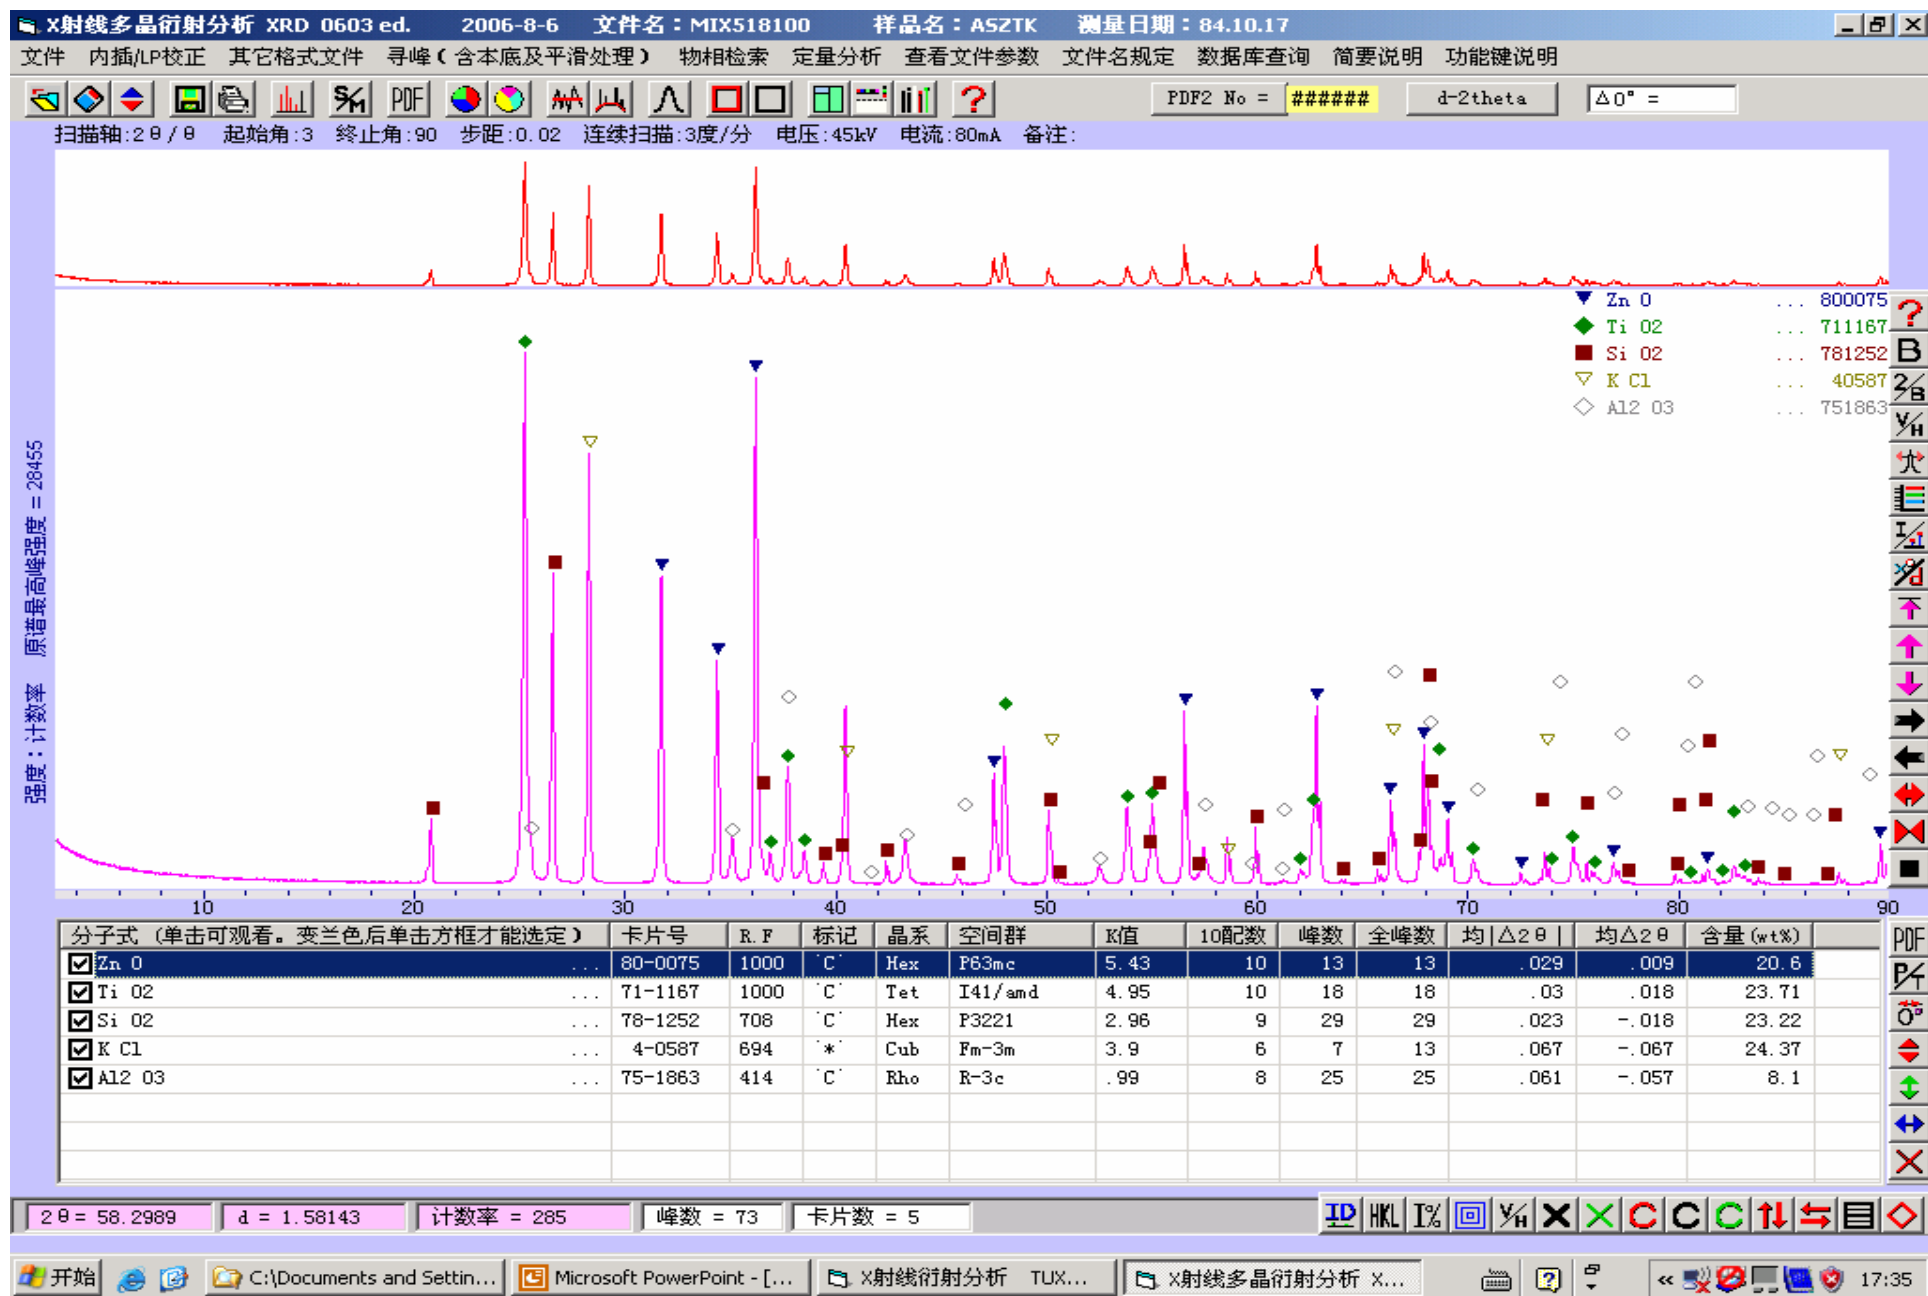 X射线多晶衍射分析 XRD 0603 ed. 2006-8-6 文件名：MIX518100 样品名：ASZTK 测量日期：84.10.17
文件 内插/LP校正 其它格式文件 寻峰（含本底及平滑处理） 物相检索 定量分析 查看文件参数 文件名规定 数据库查询 简要说明 功能键说明
S/M PDF PDF2 No = ###### d-2theta △0° =
扫描轴:2θ/θ 起始角:3 终止角:90 步距:0.02 连续扫描:3度/分 电压:45kV 电流:80mA 备注:
Zn O ... 800075
Ti O2 ... 711167
Si O2 ... 781252
K Cl ... 40587
Al2 O3 ... 751863
强度：计数率 原谱最高峰强度 = 28455
10 20 30 40 50 60 70 80 90
分子式 (单击可观看。变兰色后单击方框才能选定) 卡片号 R.F 标记 晶系 空间群 K值 10配数 峰数 全峰数 均|△2θ| 均△2θ 含量(wt%)
Zn O ... 80-0075 1000 'C' Hex P63mc 5.43 10 13 13 .029 .009 20.6
Ti O2 ... 71-1167 1000 'C' Tet I41/amd 4.95 10 18 18 .03 .018 23.71
Si O2 ... 78-1252 708 'C' Hex P3221 2.96 9 29 29 .023 -.018 23.22
K Cl ... 4-0587 694 '*' Cub Fm-3m 3.9 6 7 13 .067 -.067 24.37
Al2 O3 ... 75-1863 414 'C' Rho R-3c .99 8 25 25 .061 -.057 8.1
B
2/B
V/H
PDF
P/T
2θ= 58.2989 d = 1.58143 计数率 = 285 峰数 = 73 卡片数 = 5
ID HKL I% V/H
开始 C:\Documents and Settin... Microsoft PowerPoint - [... X射线衍射分析 TUX... X射线多晶衍射分析 X... 17:35